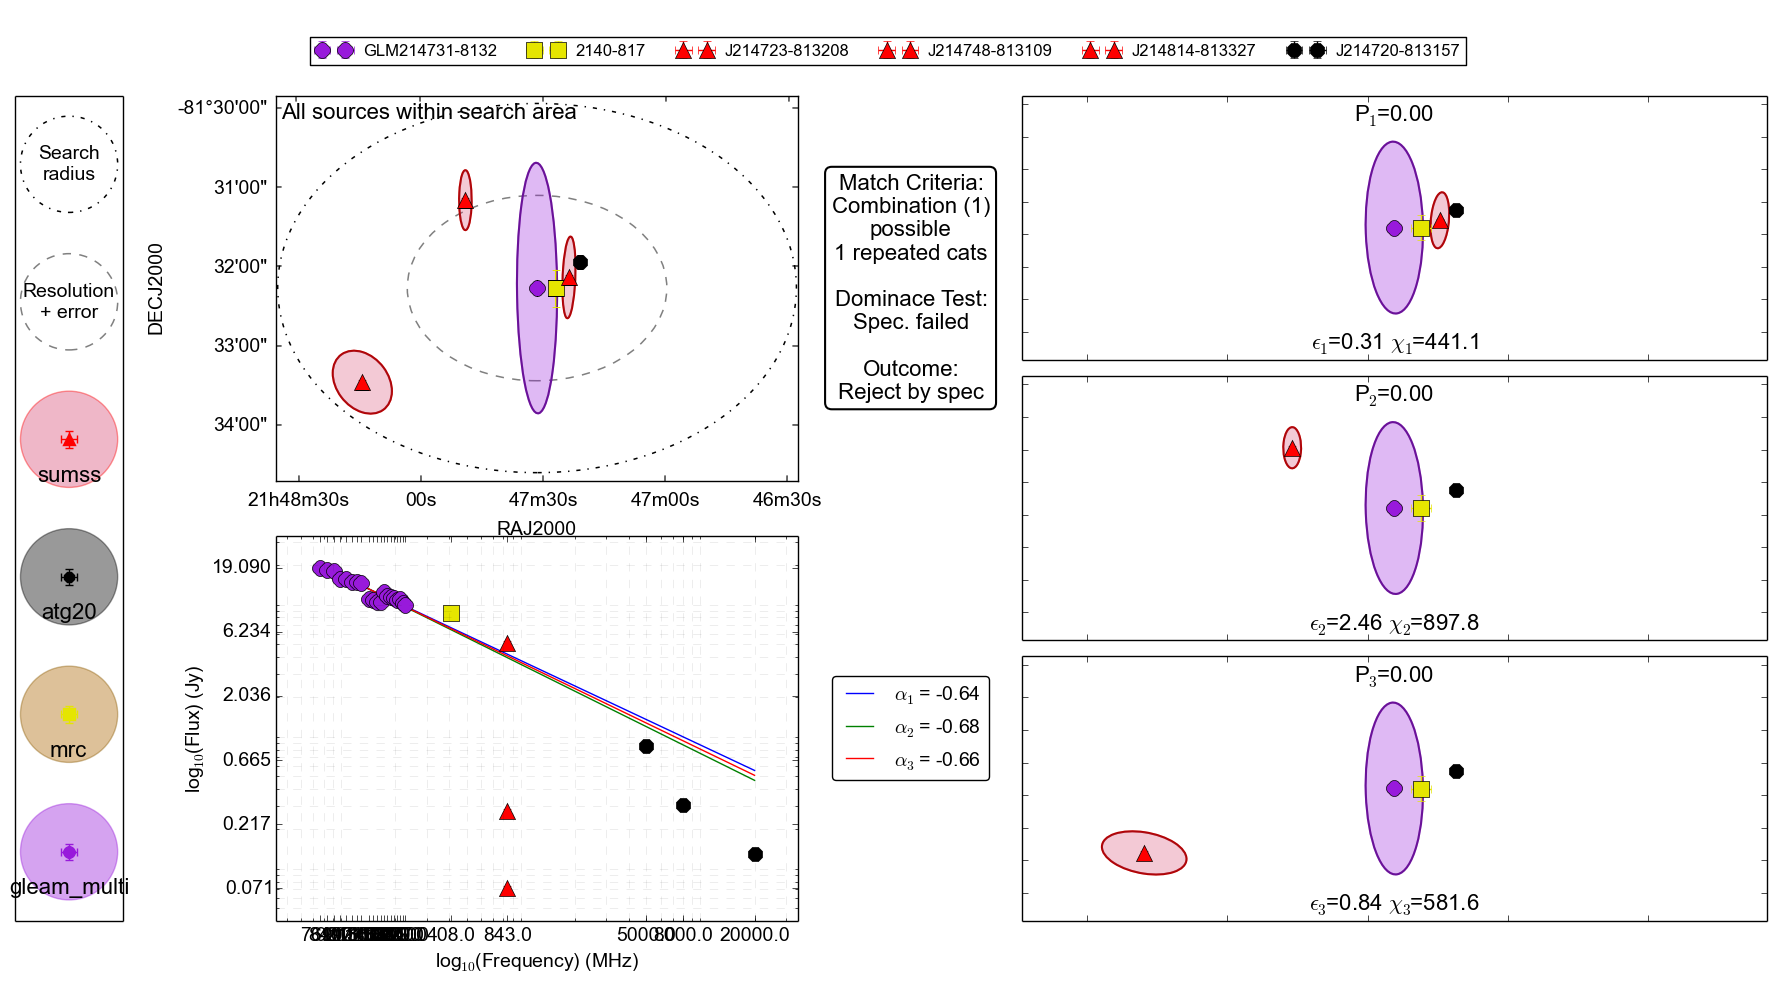 GLM214731-8132 2140-817 J214723-813208 J214748-813109 J214814-813327 J214720-813157
Search
radius
Resolution
+ error
sumss
atg20
mrc
gleam_multi
All sources within search area
DECJ2000
-81°30'00"
31'00"
32'00"
33'00"
34'00"
21h48m30s 00s 47m30s 47m00s 46m30s
RAJ2000
Match Criteria:
Combination (1)
possible
1 repeated cats
Dominace Test:
Spec. failed
Outcome:
Reject by spec
log₁₀(Flux) (Jy)
19.090
6.234
2.036
0.665
0.217
0.071
408.0 843.0 5000.0 8000.0 20000.0
log₁₀(Frequency) (MHz)
α₁ = -0.64
α₂ = -0.68
α₃ = -0.66
P₁=0.00
ϵ₁=0.31 χ₁=441.1
P₂=0.00
ϵ₂=2.46 χ₂=897.8
P₃=0.00
ϵ₃=0.84 χ₃=581.6